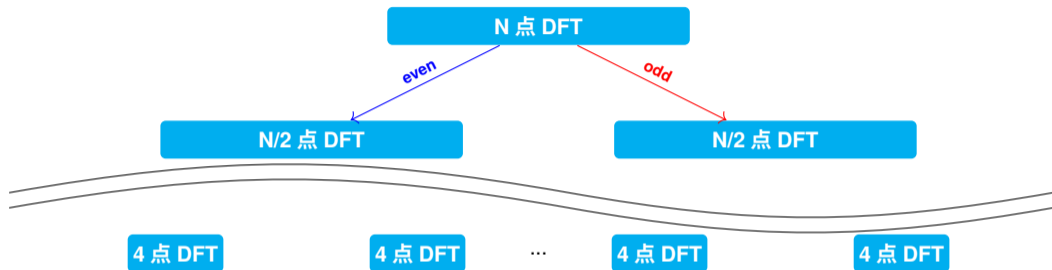 N 点 DFT
even
odd
N/2 点 DFT
N/2 点 DFT
4 点 DFT
4 点 DFT
...
4 点 DFT
4 点 DFT